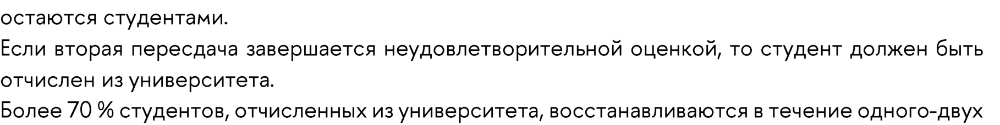 остаются студентами.
Если вторая пересдача завершается неудовлетворительной оценкой, то студент должен быть
отчислен из университета.
Более 70 % студентов, отчисленных из университета, восстанавливаются в течение одного-двух